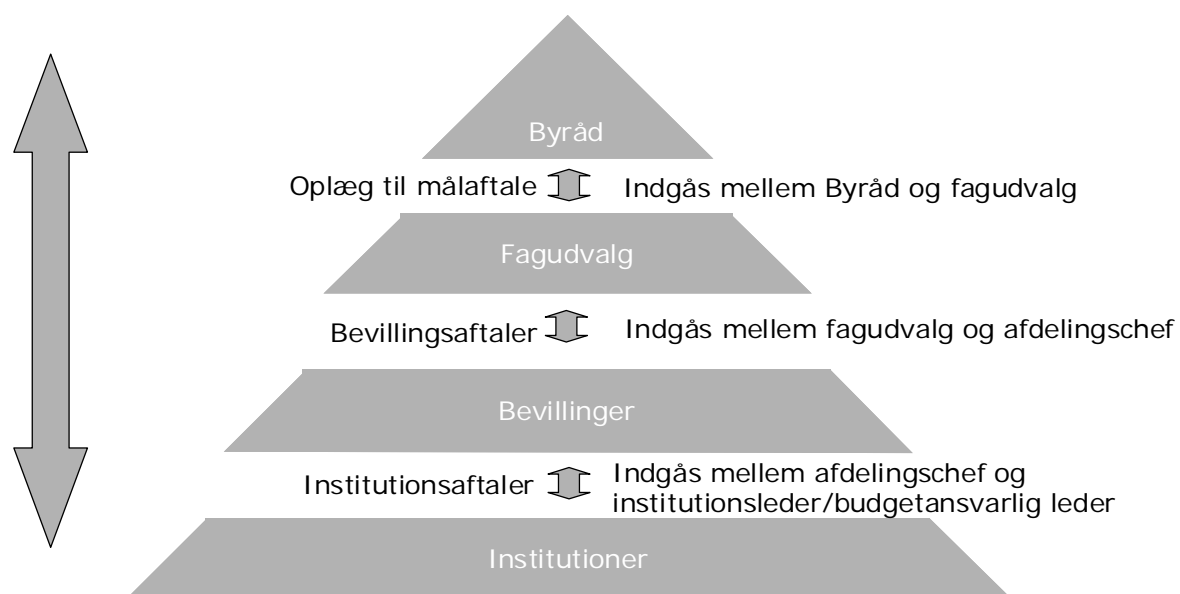 Byråd
Oplæg til målaftale
Indgås mellem Byråd og fagudvalg
Fagudvalg
Bevillingsaftaler
Indgås mellem fagudvalg og afdelingschef
Bevillinger
Institutionsaftaler
Indgås mellem afdelingschef og
institutionsleder/budgetansvarlig leder
Institutioner